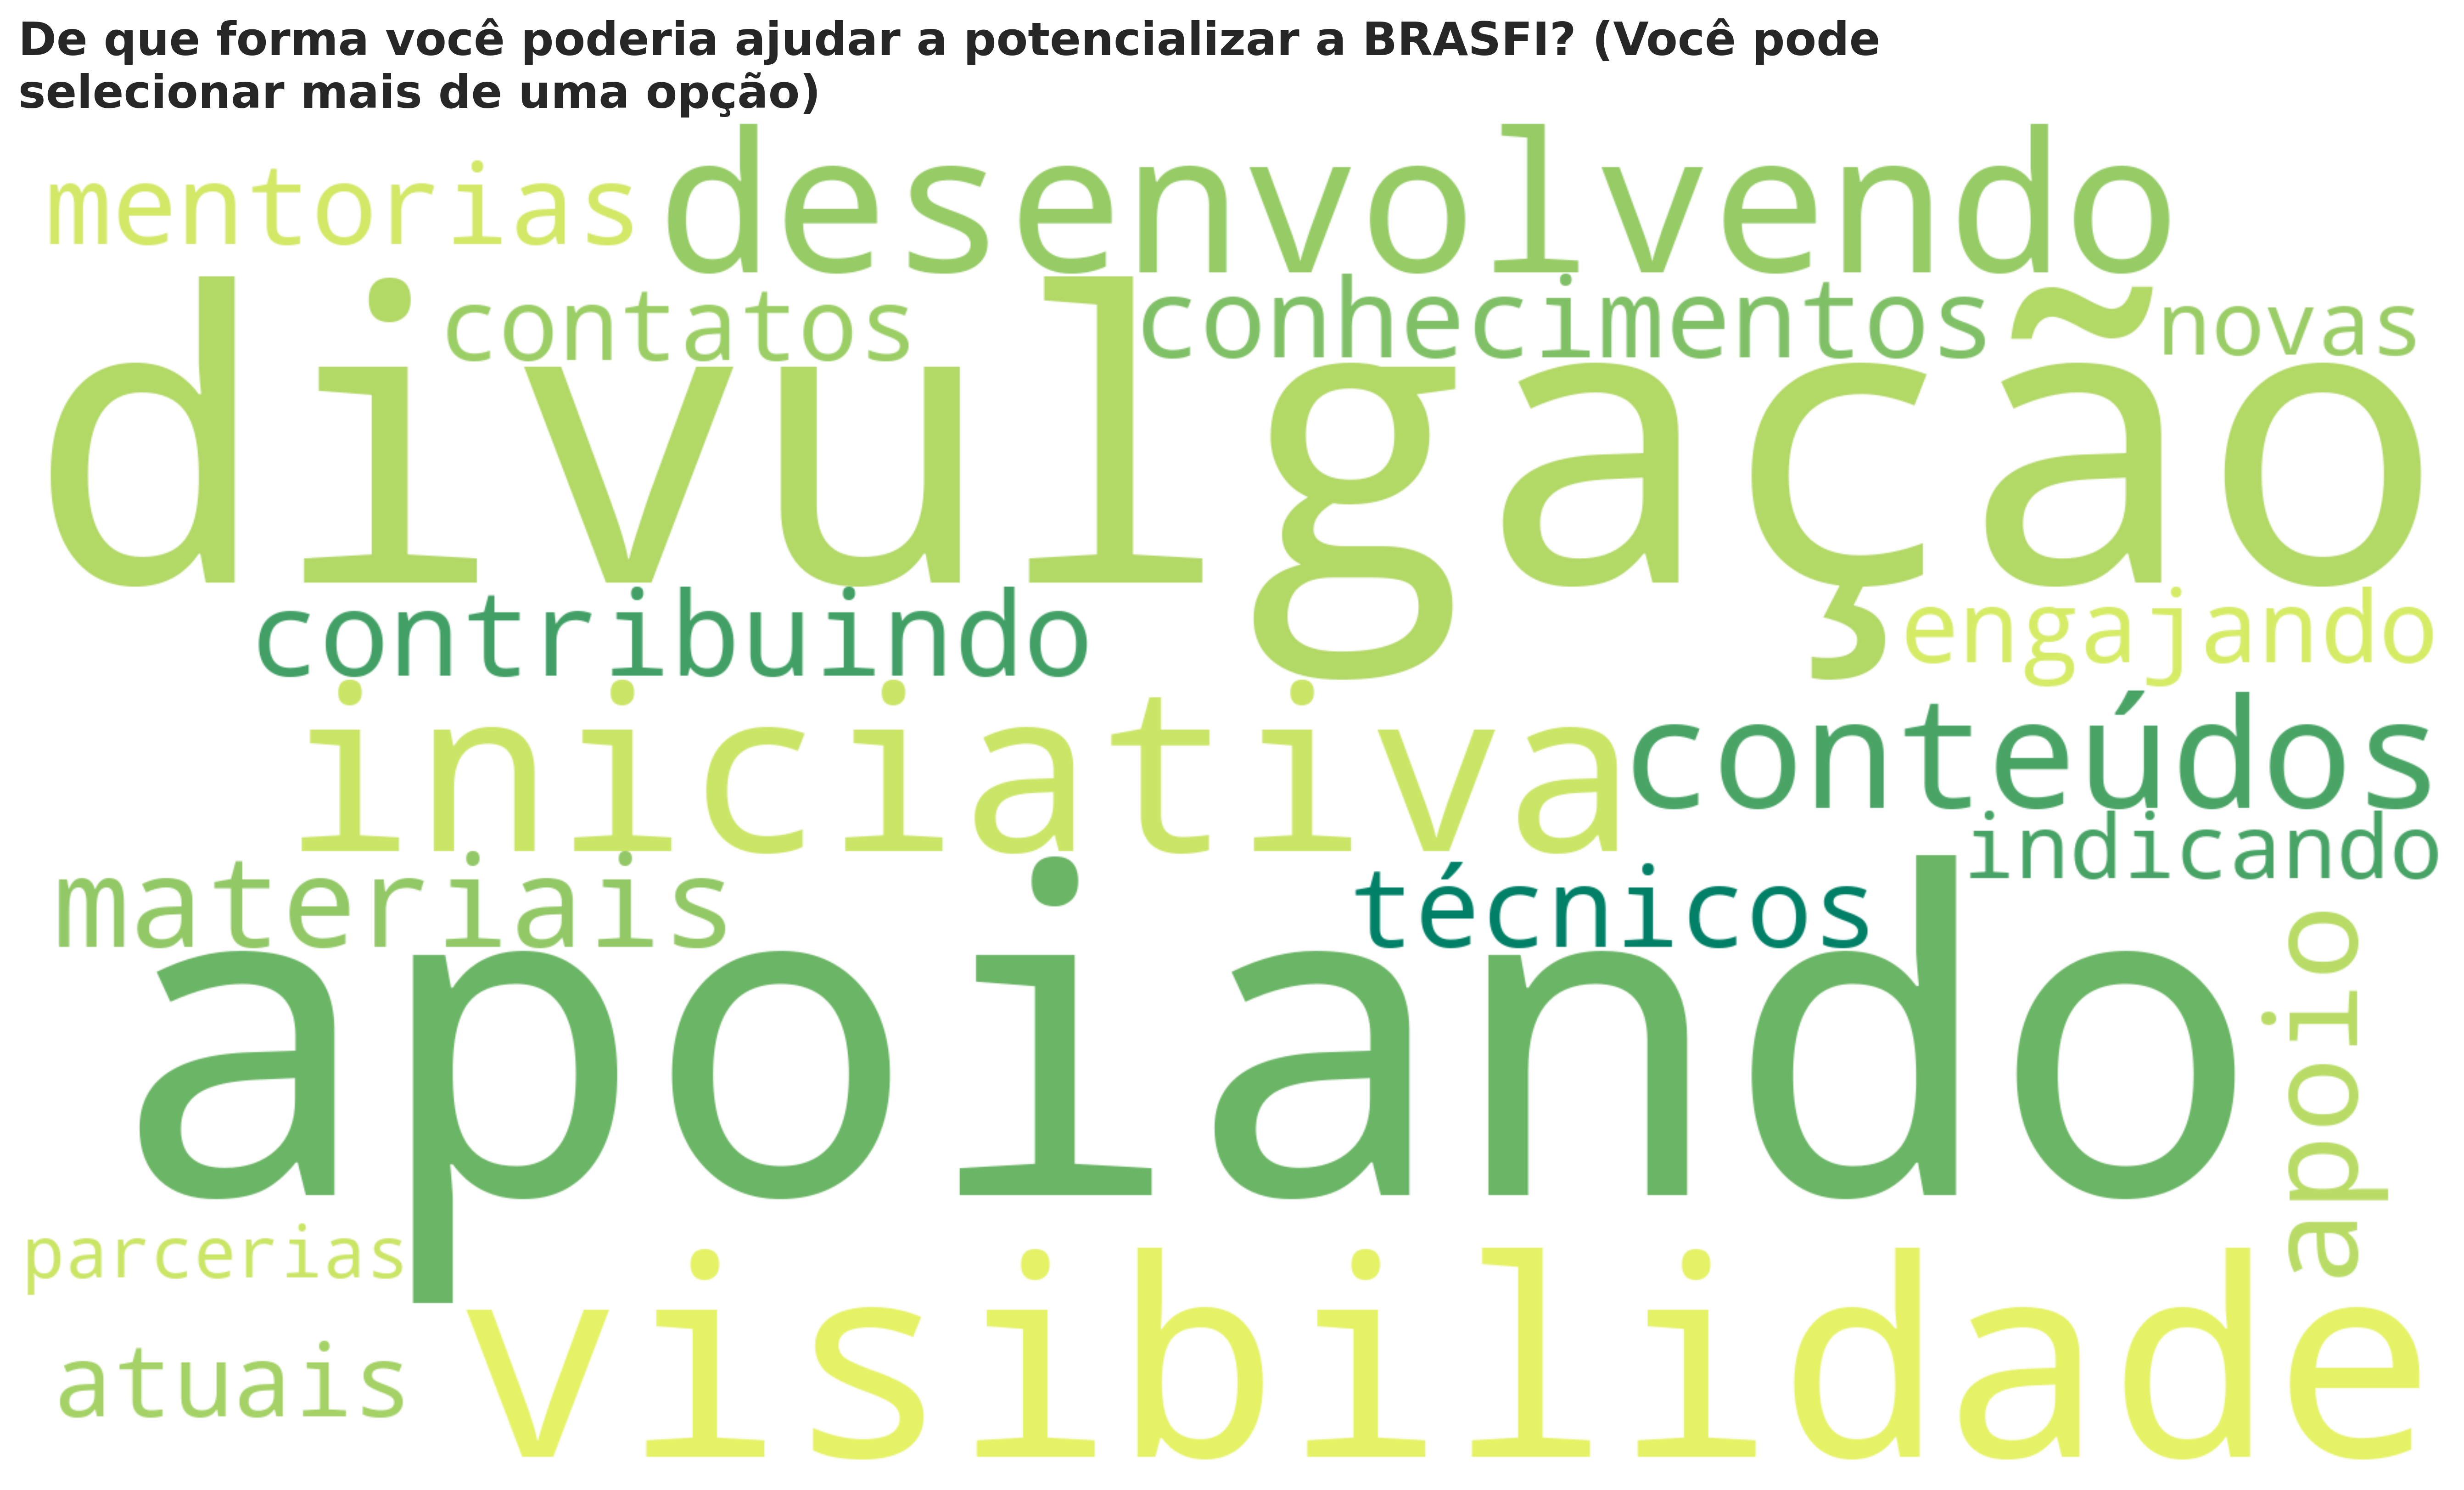 De que forma você poderia ajudar a potencializar a BRASFI? (Você pode
selecionar mais de uma opção)
mentorias desenvolvendo
contatos conhecimentos novas
divulgação
contribuindo engajando
iniciativa conteúdos
indicando
materiais técnicos
apoiando apoio
parcerias
visibilidade
atuais